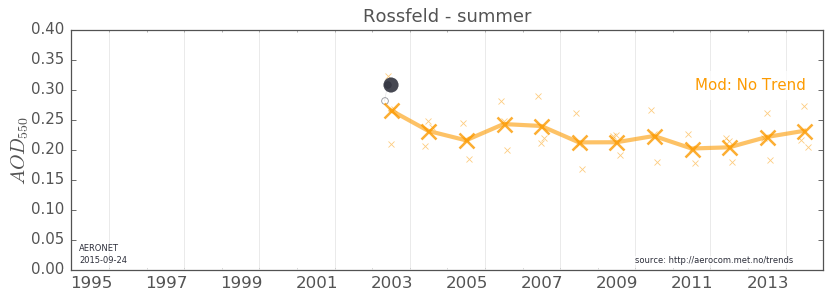 Rossfeld - summer
0.40
0.35
0.30
0.25
0.20
0.15
0.10
0.05
0.00
AOD550
Mod: No Trend
AERONET
2015-09-24
source: http://aerocom.met.no/trends
1995 1997 1999 2001 2003 2005 2007 2009 2011 2013